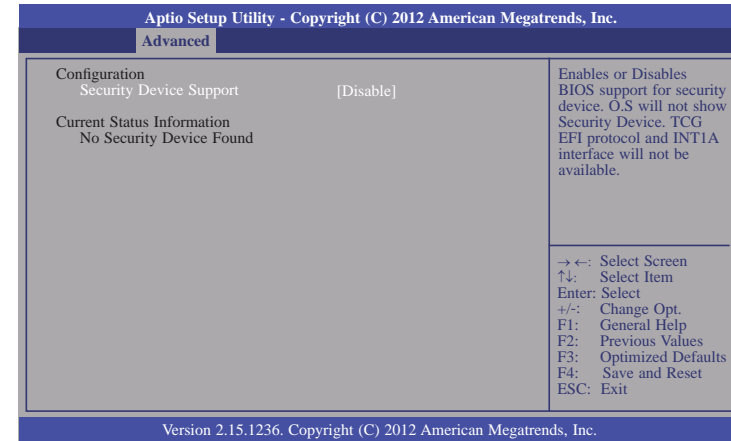 Aptio Setup Utility - Copyright (C) 2012 American Megatrends, Inc.
Advanced
Configuration
Security Device Support [Disable]
Current Status Information
No Security Device Found
Enables or Disables
BIOS support for security
device. O.S will not show
Security Device. TCG
EFI protocol and INT1A
interface will not be
available.
→ ←: Select Screen
↑↓: Select Item
Enter: Select
+/-: Change Opt.
F1: General Help
F2: Previous Values
F3: Optimized Defaults
F4: Save and Reset
ESC: Exit
Version 2.15.1236. Copyright (C) 2012 American Megatrends, Inc.